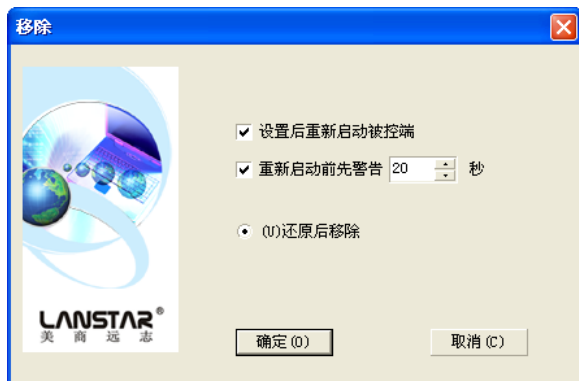 移除
设置后重新启动被控端
重新启动前先警告 20 秒
(U)还原后移除
LANSTAR®
美商远志
确定(O) 取消(C)